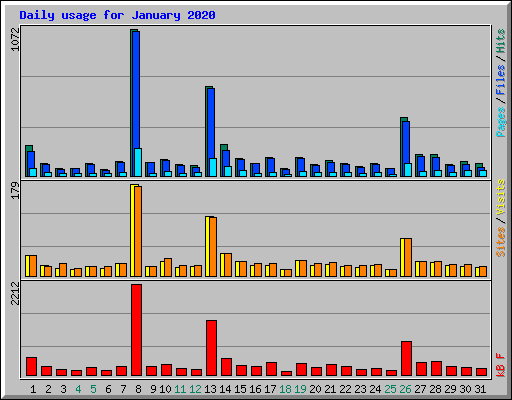 Daily usage for January 2020
1072
Pages/Files/Hits
179
Sites/Visits
2212
kB F
1 2 3 4 5 6 7 8 9 10 11 12 13 14 15 16 17 18 19 20 21 22 23 24 25 26 27 28 29 30 31